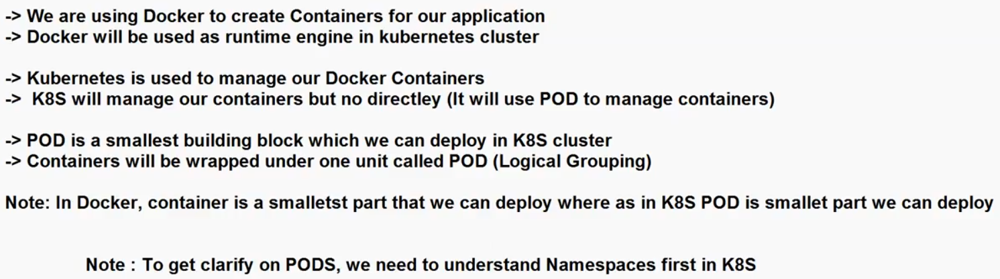 -> We are using Docker to create Containers for our application
-> Docker will be used as runtime engine in kubernetes cluster
-> Kubernetes is used to manage our Docker Containers
-> K8S will manage our containers but no directley (It will use POD to manage containers)
-> POD is a smallest building block which we can deploy in K8S cluster
-> Containers will be wrapped under one unit called POD (Logical Grouping)
Note: In Docker, container is a smalletst part that we can deploy where as in K8S POD is smallet part we can deploy
Note : To get clarify on PODS, we need to understand Namespaces first in K8S